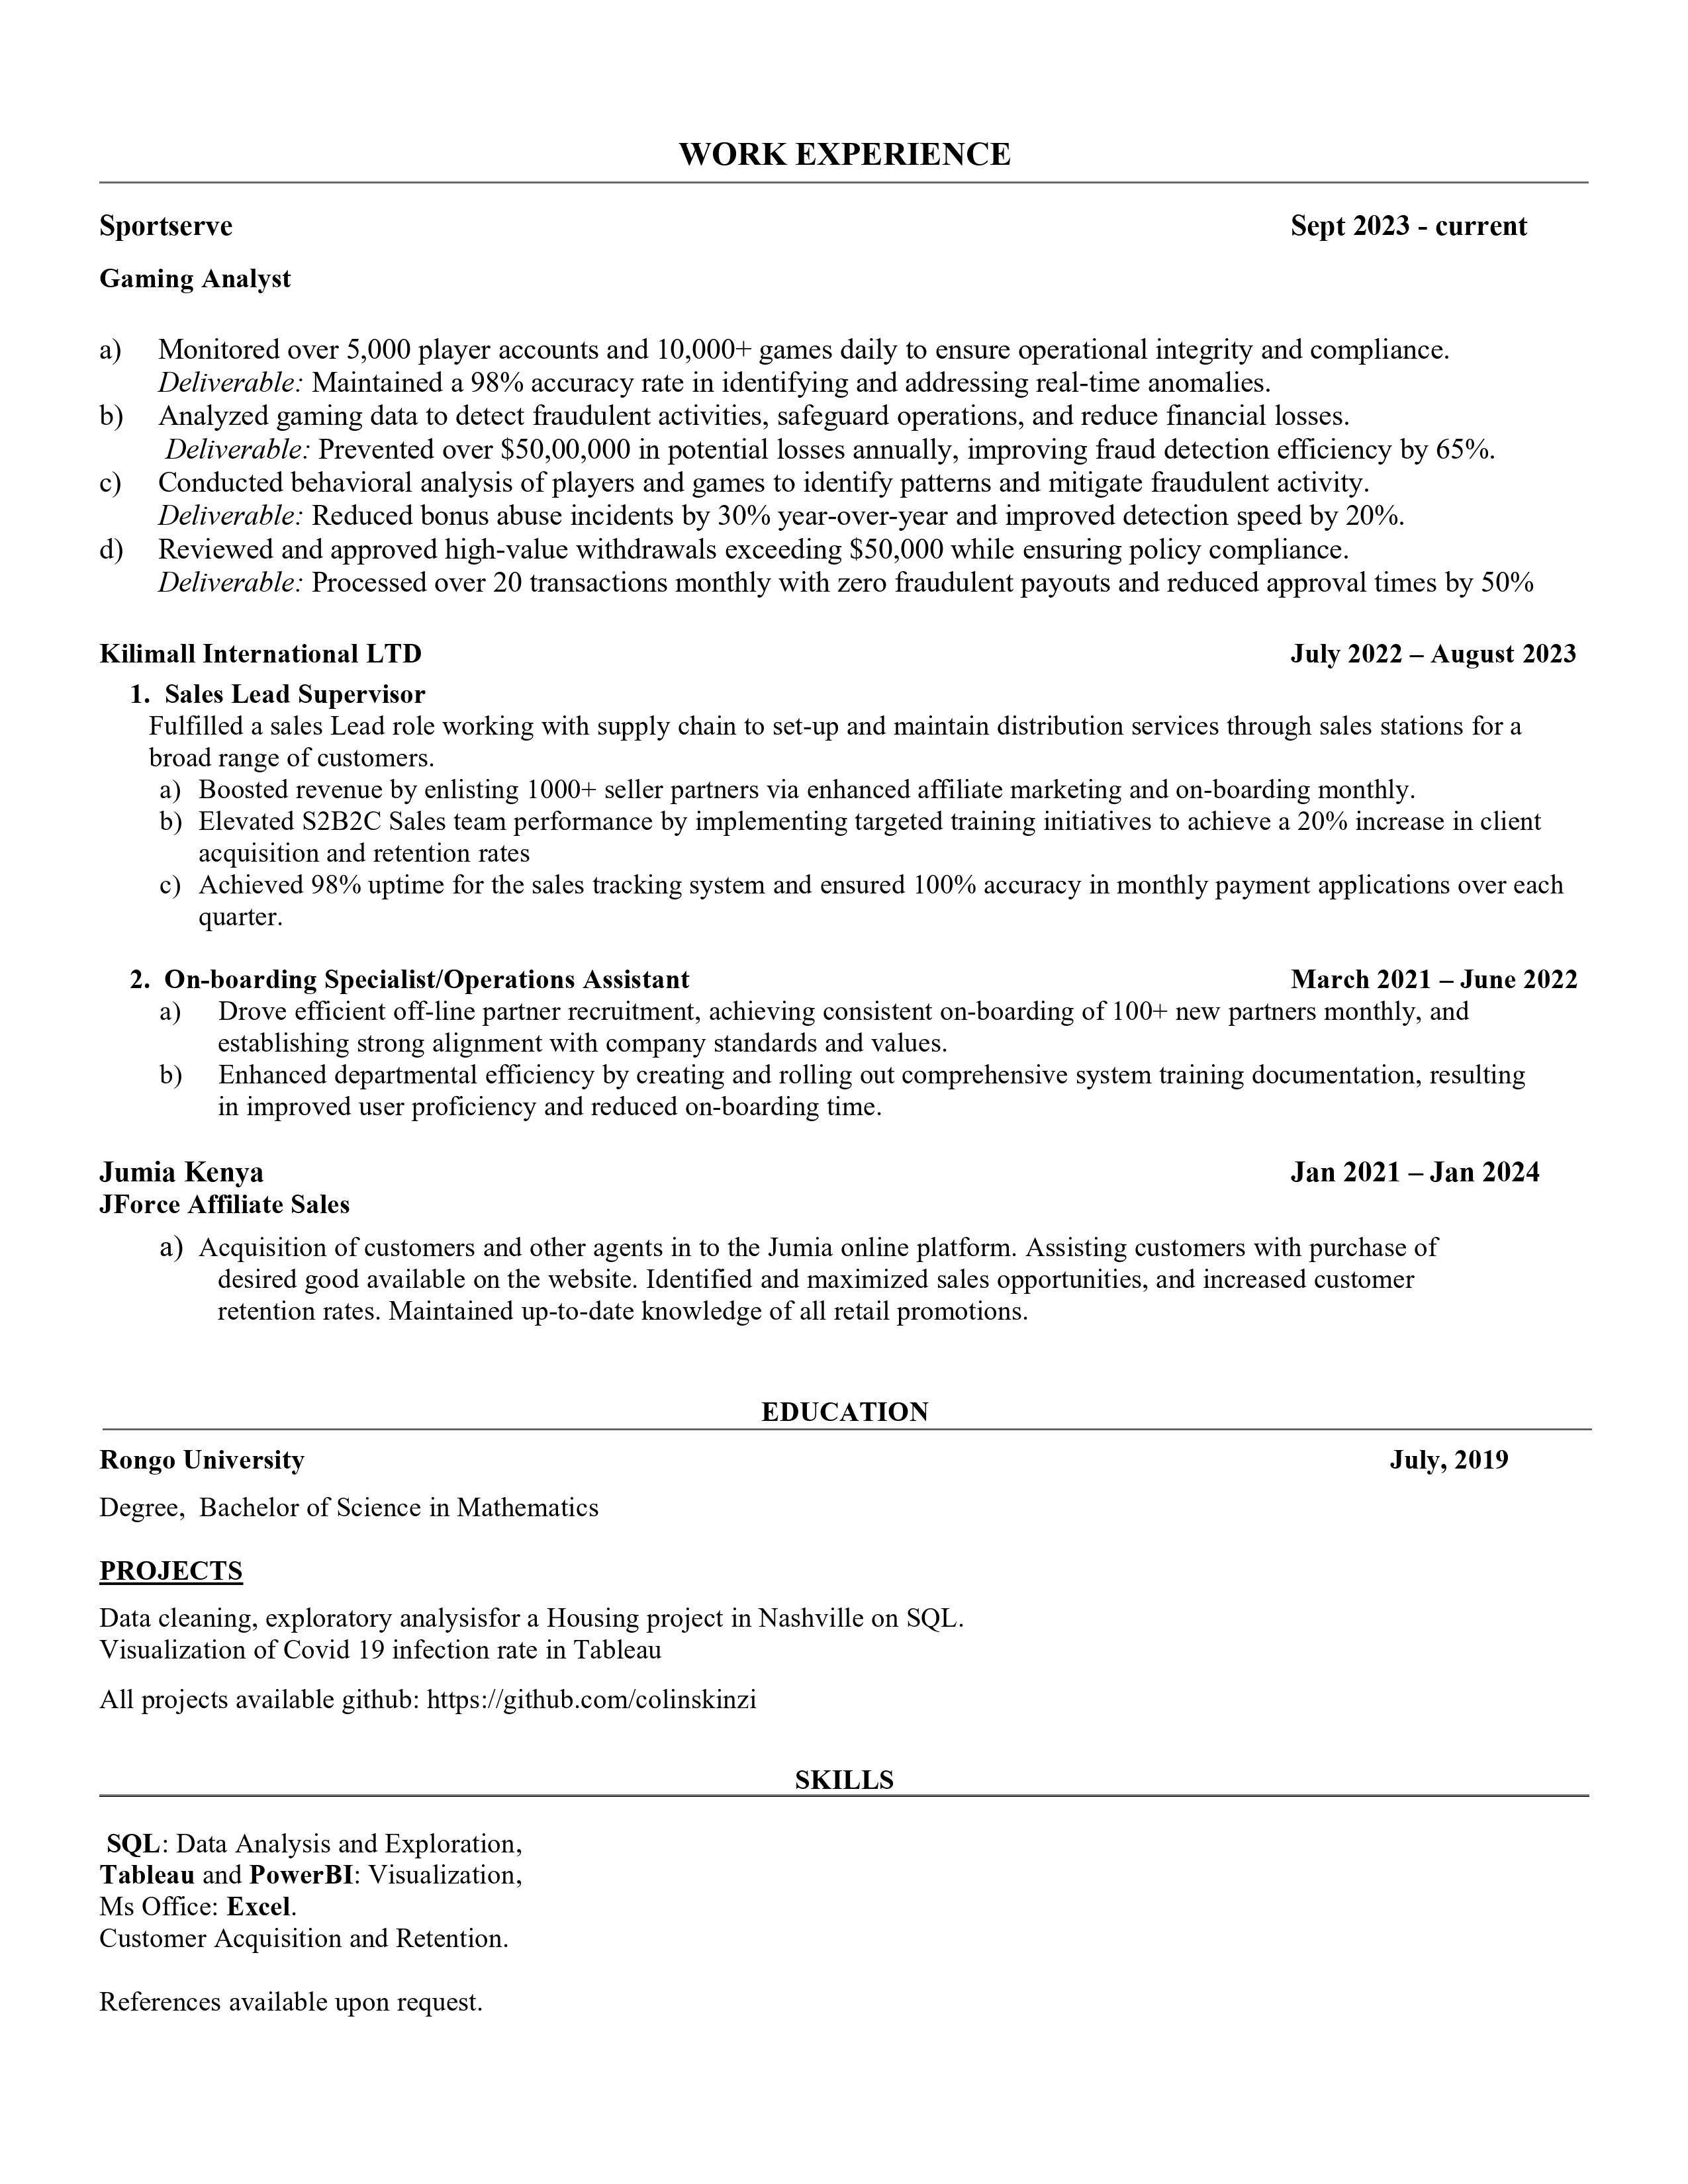 WORK EXPERIENCE
Sportserve Sept 2023 - current
Gaming Analyst
a) Monitored over 5,000 player accounts and 10,000+ games daily to ensure operational integrity and compliance.
Deliverable: Maintained a 98% accuracy rate in identifying and addressing real-time anomalies.
b) Analyzed gaming data to detect fraudulent activities, safeguard operations, and reduce financial losses.
Deliverable: Prevented over $50,00,000 in potential losses annually, improving fraud detection efficiency by 65%.
c) Conducted behavioral analysis of players and games to identify patterns and mitigate fraudulent activity.
Deliverable: Reduced bonus abuse incidents by 30% year-over-year and improved detection speed by 20%.
d) Reviewed and approved high-value withdrawals exceeding $50,000 while ensuring policy compliance.
Deliverable: Processed over 20 transactions monthly with zero fraudulent payouts and reduced approval times by 50%
Kilimall International LTD July 2022 – August 2023
1. Sales Lead Supervisor
Fulfilled a sales Lead role working with supply chain to set-up and maintain distribution services through sales stations for a
broad range of customers.
a) Boosted revenue by enlisting 1000+ seller partners via enhanced affiliate marketing and on-boarding monthly.
b) Elevated S2B2C Sales team performance by implementing targeted training initiatives to achieve a 20% increase in client
acquisition and retention rates
c) Achieved 98% uptime for the sales tracking system and ensured 100% accuracy in monthly payment applications over each
quarter.
2. On-boarding Specialist/Operations Assistant March 2021 – June 2022
a) Drove efficient off-line partner recruitment, achieving consistent on-boarding of 100+ new partners monthly, and
establishing strong alignment with company standards and values.
b) Enhanced departmental efficiency by creating and rolling out comprehensive system training documentation, resulting
in improved user proficiency and reduced on-boarding time.
Jumia Kenya Jan 2021 – Jan 2024
JForce Affiliate Sales
a) Acquisition of customers and other agents in to the Jumia online platform. Assisting customers with purchase of
desired good available on the website. Identified and maximized sales opportunities, and increased customer
retention rates. Maintained up-to-date knowledge of all retail promotions.
EDUCATION
Rongo University July, 2019
Degree, Bachelor of Science in Mathematics
PROJECTS
Data cleaning, exploratory analysisfor a Housing project in Nashville on SQL.
Visualization of Covid 19 infection rate in Tableau
All projects available github: https://github.com/colinskinzi
SKILLS
SQL: Data Analysis and Exploration,
Tableau and PowerBI: Visualization,
Ms Office: Excel.
Customer Acquisition and Retention.
References available upon request.